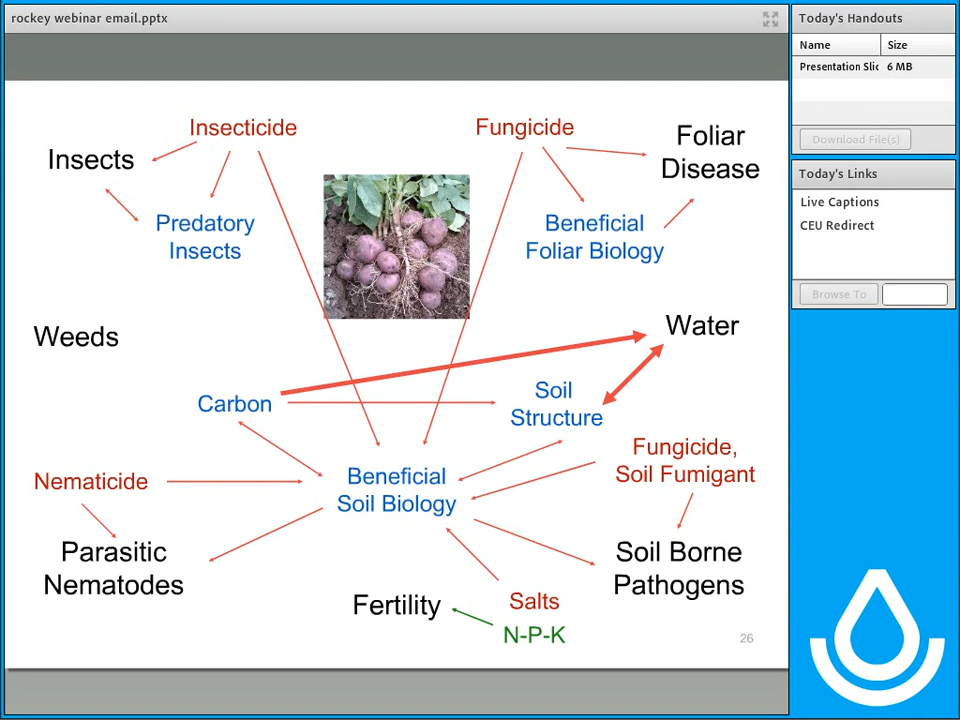 rockey webinar email.pptx
Insecticide
Fungicide
Foliar
Disease
Insects
Predatory
Insects
Beneficial
Foliar Biology
Weeds
Water
Carbon
Soil
Structure
Nematicide
Beneficial
Soil Biology
Fungicide,
Soil Fumigant
Parasitic
Nematodes
Soil Borne
Pathogens
Fertility
Salts
N-P-K
26
Today's Handouts
Name Size
Presentation Slic 6 MB
Download File(s)
Today's Links
Live Captions
CEU Redirect
Browse To